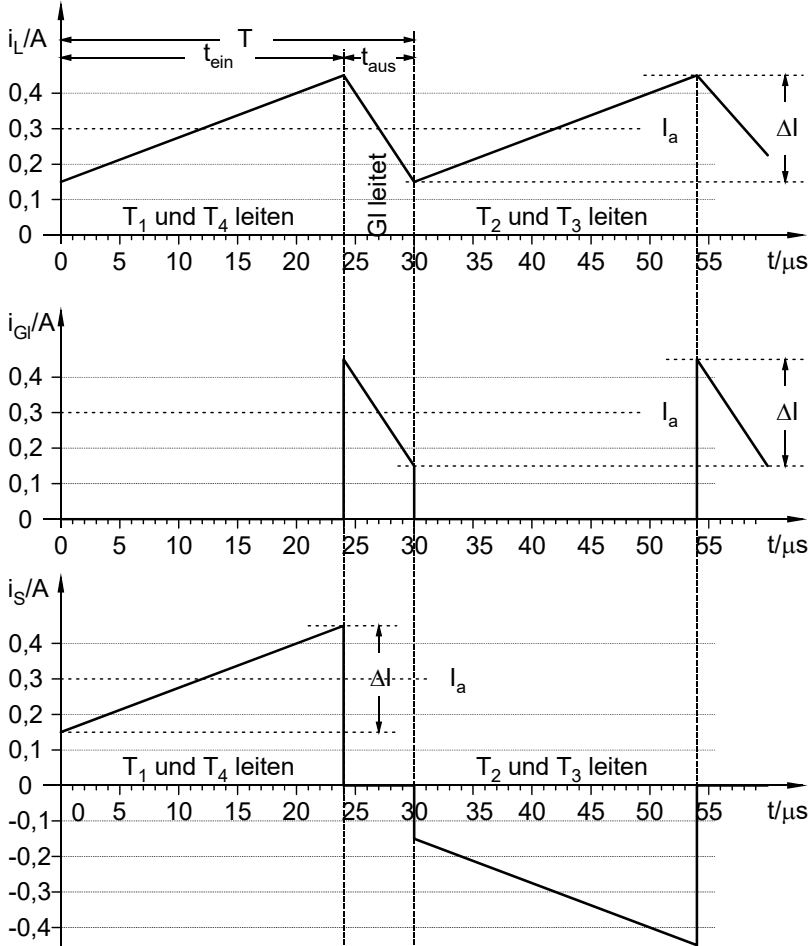 i_L/A
T
t_ein t_aus
0,4
0,3 I_a ΔI
0,2
0,1 T_1 und T_4 leiten Gl leitet T_2 und T_3 leiten
0
0 5 10 15 20 25 30 35 40 45 50 55 t/μs
i_Gl/A
0,4
0,3 I_a ΔI
0,2
0,1
0
0 5 10 15 20 25 30 35 40 45 50 55 t/μs
i_S/A
0,4
0,3 ΔI I_a
0,2
0,1 T_1 und T_4 leiten T_2 und T_3 leiten
0
0 5 10 15 20 25 30 35 40 45 50 55 t/μs
-0,1
-0,2
-0,3
-0,4